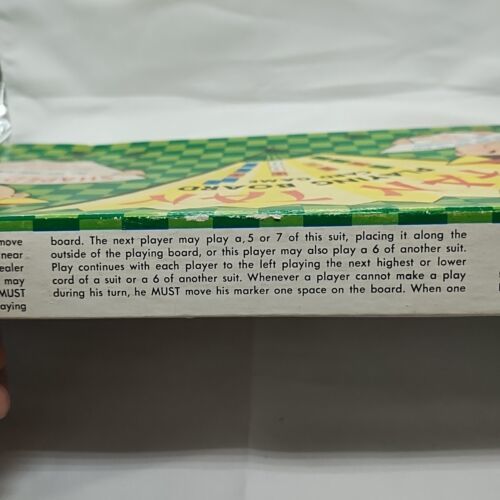 PLAYING BOARD
move
near
ealer
may
MUST
aying
board. The next player may play a, 5 or 7 of this suit, placing it along the
outside of the playing board, or this player may also play a 6 of another suit.
Play continues with each player to the left playing the next highest or lower
cord of a suit or a 6 of another suit. Whenever a player cannot make a play
during his turn, he MUST move his marker one space on the board. When one